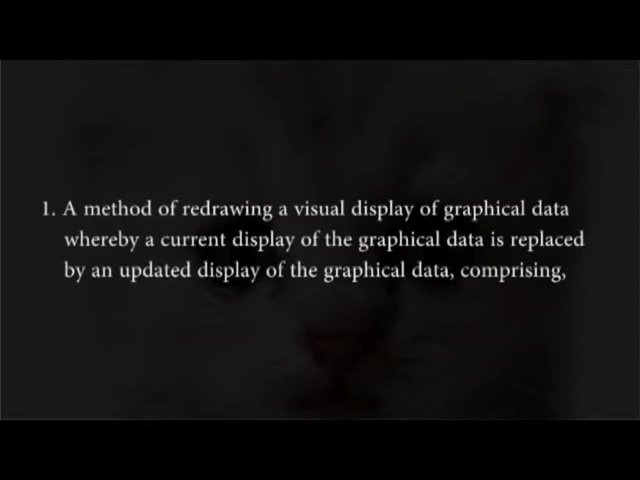 1. A method of redrawing a visual display of graphical data
whereby a current display of the graphical data is replaced
by an updated display of the graphical data, comprising,